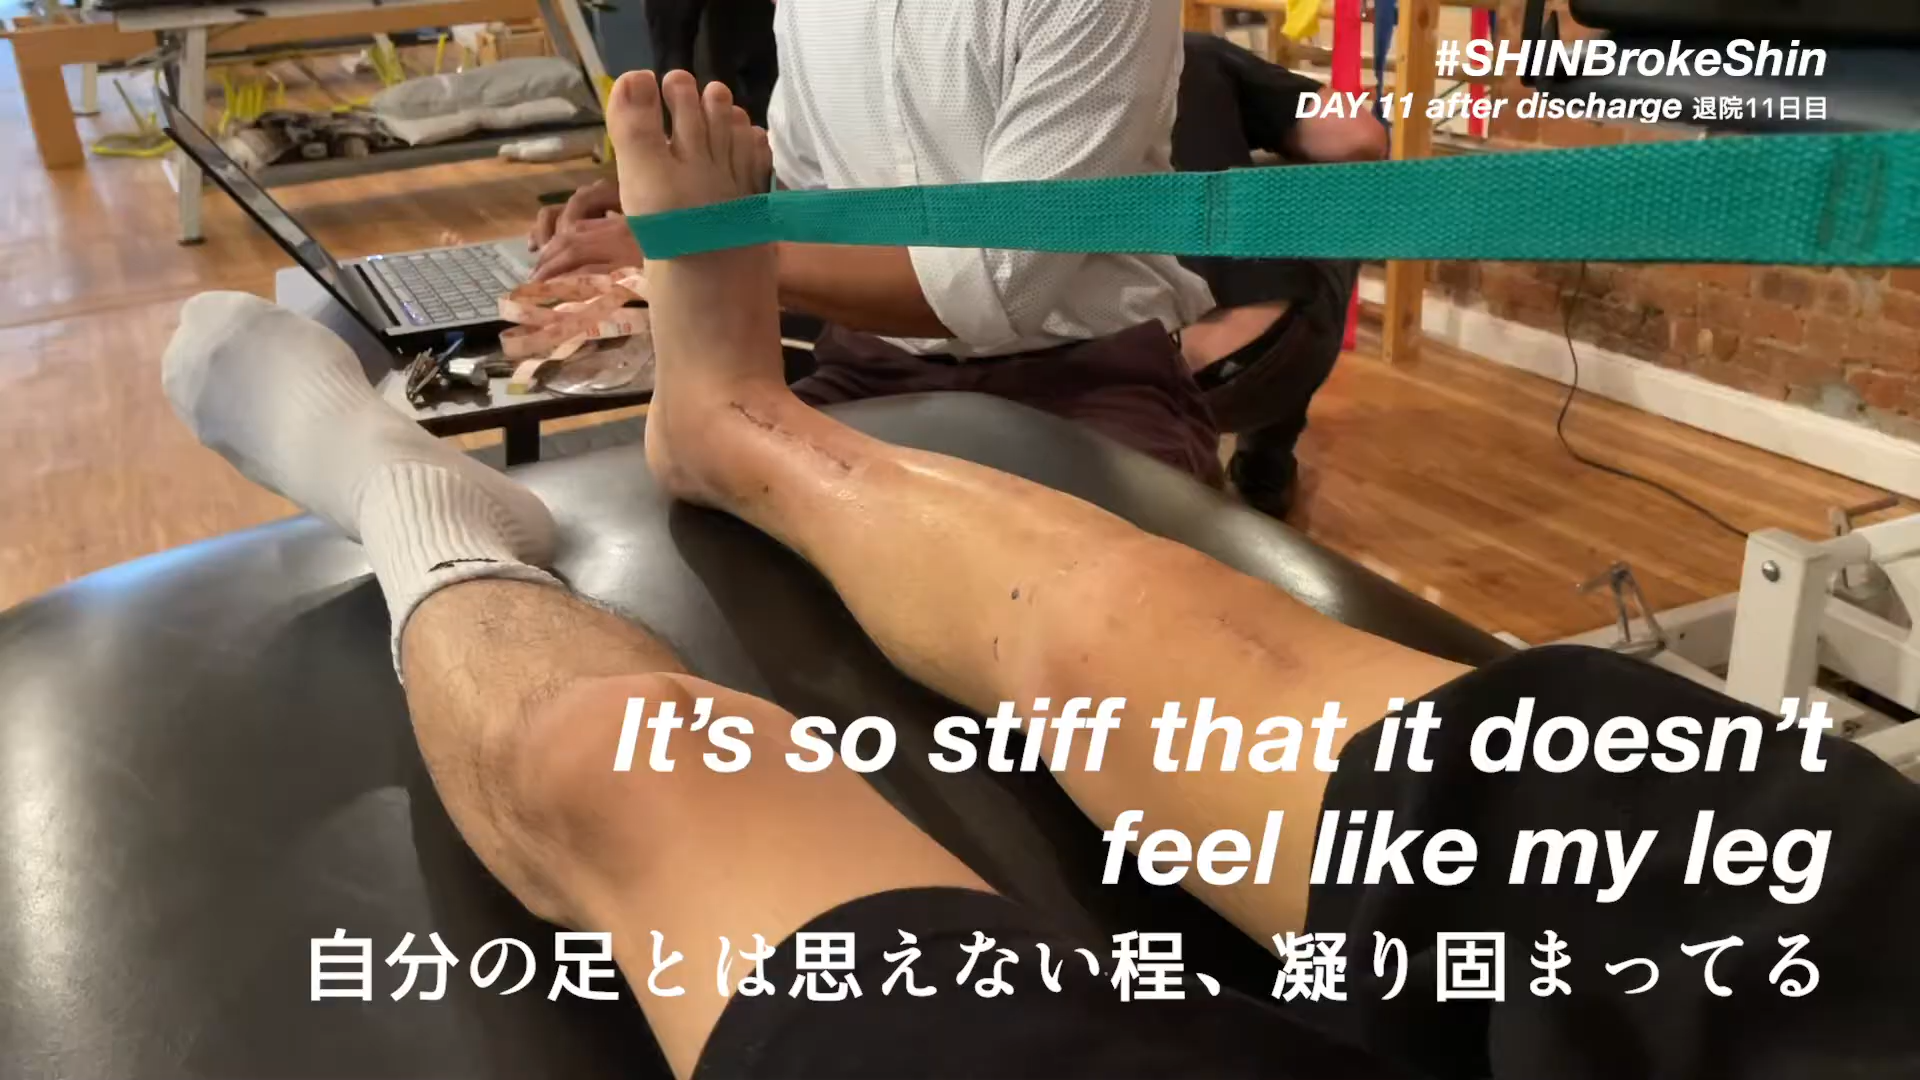 #SHINBrokeShin
DAY 11 after discharge 退院11日目
It’s so stiff that it doesn’t
feel like my leg
自分の足とは思えない程、凝り固まってる